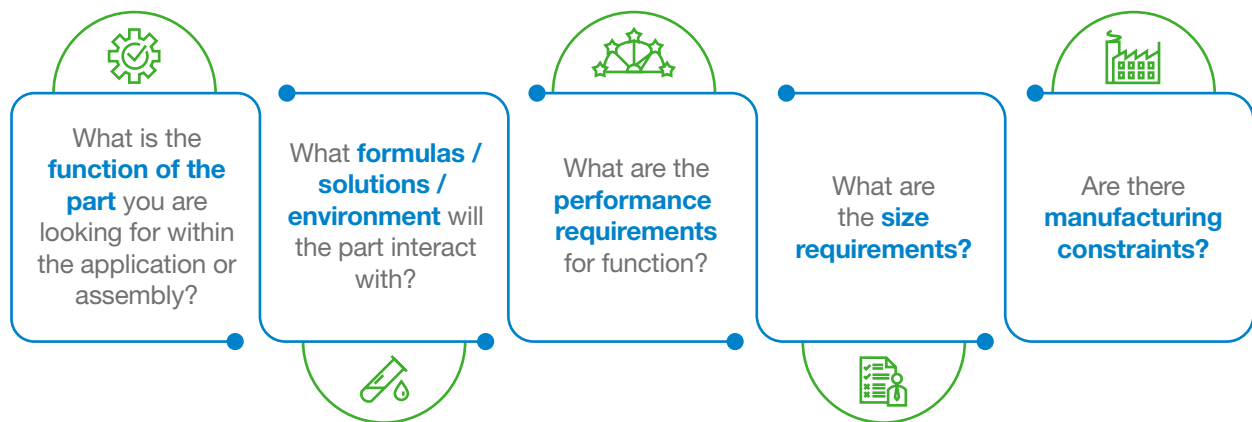 What is the
function of the
part you are
looking for within
the application or
assembly?
What formulas /
solutions /
environment will
the part interact
with?
What are the
performance
requirements
for function?
What are
the size
requirements?
Are there
manufacturing
constraints?